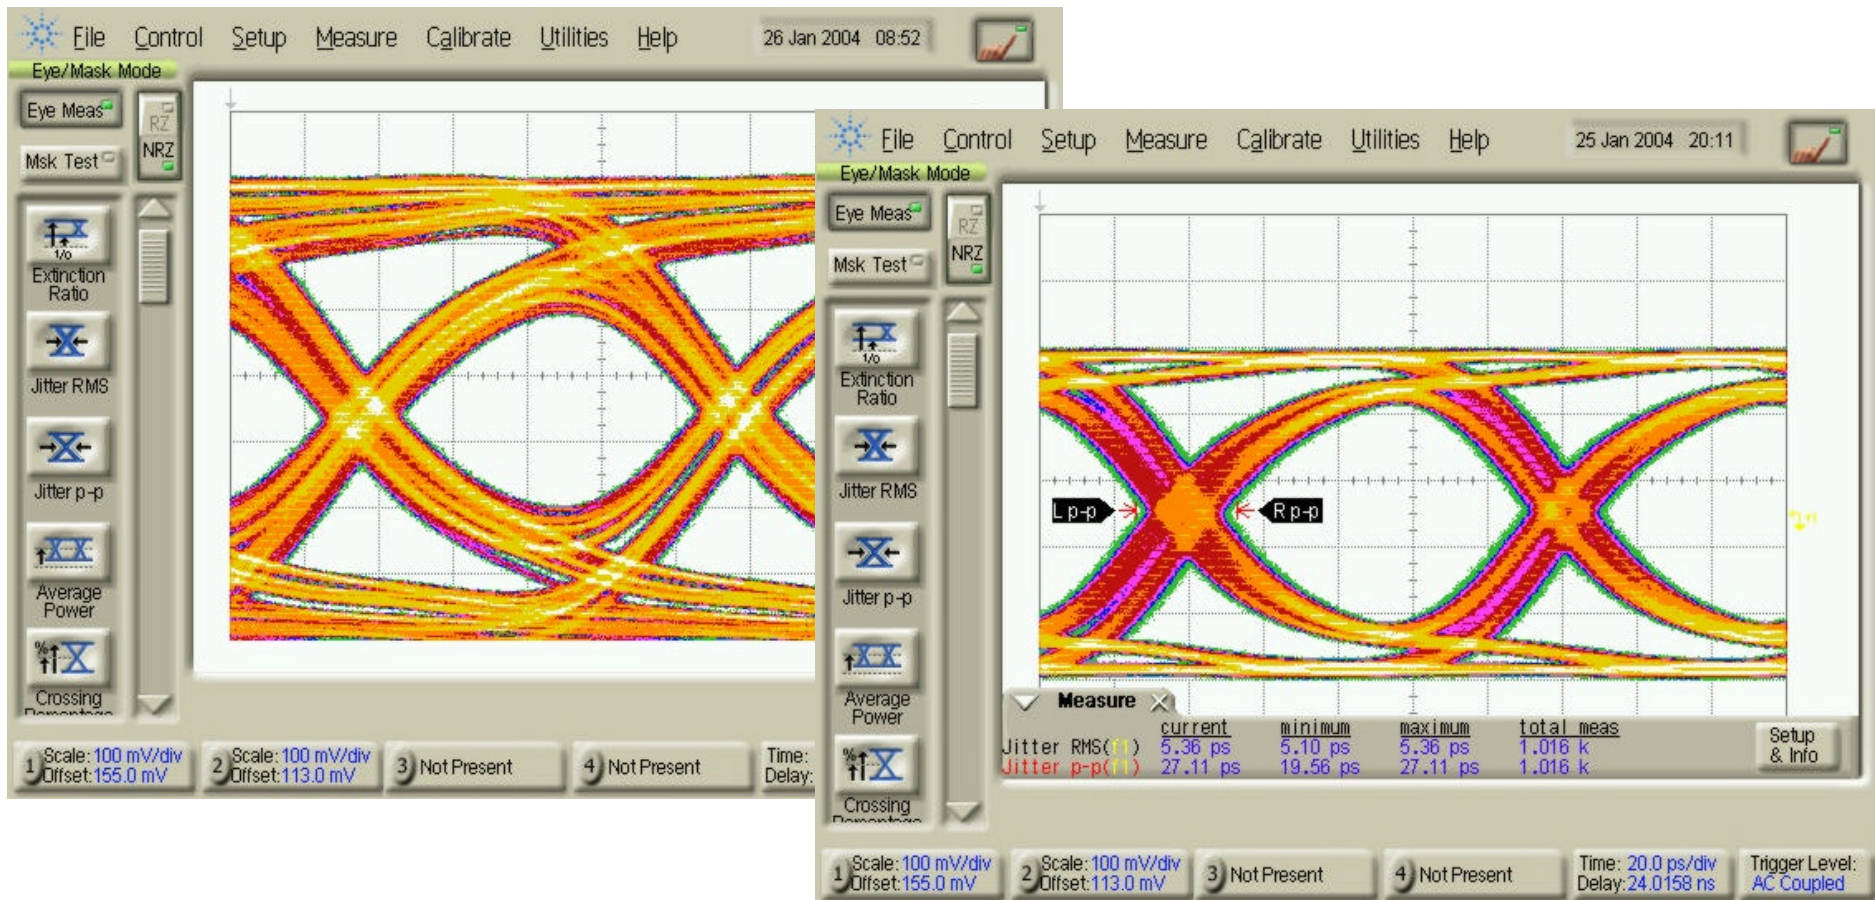 File Control Setup Measure Calibrate Utilities Help 26 Jan 2004 08:52
Eye/Mask Mode
Eye Meas
RZ
NRZ
Msk Test
1/0
Extinction
Ratio
Jitter RMS
Jitter p-p
Average
Power
%
Crossing
Percentage
1 Scale:100 mV/div
Offset:155.0 mV
2 Scale:100 mV/div
Offset:113.0 mV
3 Not Present
4 Not Present
Time:
Delay:
File Control Setup Measure Calibrate Utilities Help 25 Jan 2004 20:11
Eye/Mask Mode
Eye Meas
RZ
NRZ
Msk Test
1/0
Extinction
Ratio
Jitter RMS
Jitter p-p
Average
Power
%
Crossing
Percentage
L p-p
R p-p
Measure
current minimum maximum total meas
Jitter RMS(f1) 5.36 ps 5.10 ps 5.36 ps 1.016 k
Jitter p-p(f1) 27.11 ps 19.56 ps 27.11 ps 1.016 k
Setup
& Info
1 Scale:100 mV/div
Offset:155.0 mV
2 Scale:100 mV/div
Offset:113.0 mV
3 Not Present
4 Not Present
Time: 20.0 ps/div
Delay:24.0158 ns
Trigger Level:
AC Coupled